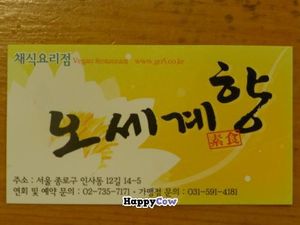 채식요리점 Vegan Restaurant www.go5.co.kr
오세계향
素食
주소 : 서울 종로구 인사동 12길 14-5
연회 및 예약 문의 : 02-735-7171 · 가맹점 문의 : 031-591-4181
HappyCow